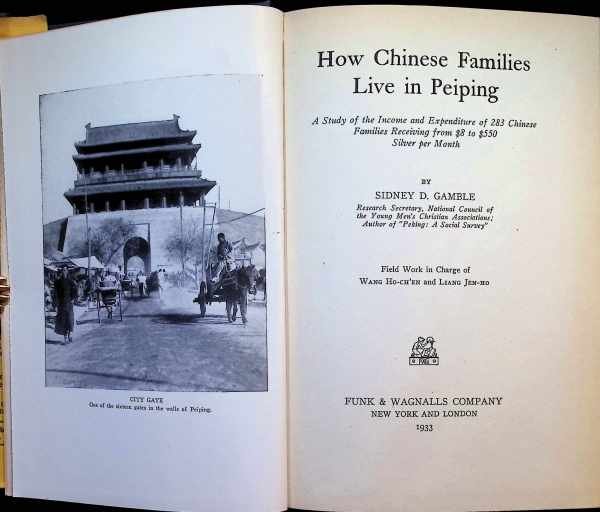 CITY GATE
One of the sixteen gates in the walls of Peiping.
How Chinese Families
Live in Peiping
A Study of the Income and Expenditure of 283 Chinese
Families Receiving from $8 to $550
Silver per Month
BY
SIDNEY D. GAMBLE
Research Secretary, National Council of
the Young Men's Christian Associations;
Author of "Peking: A Social Survey"
Field Work in Charge of
WANG HO-CH'EN and LIANG JEN-HO
FUNK & WAGNALLS COMPANY
NEW YORK AND LONDON
1933